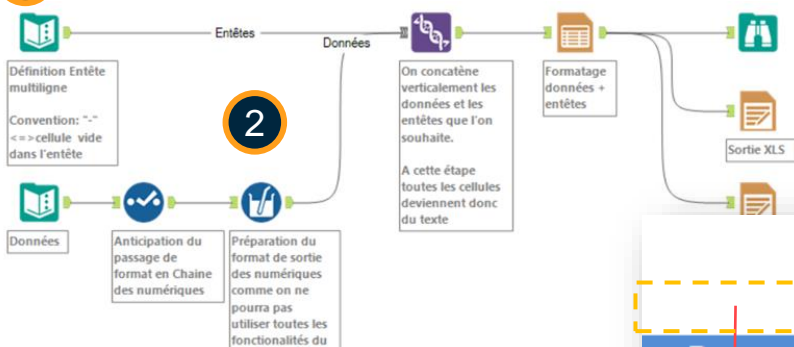 Entêtes
Données
Définition Entête
multiligne
Convention: "-"
<=>cellule vide
dans l'entête
2
On concatène
verticalement les
données et les
entêtes que l'on
souhaite.
A cette étape
toutes les cellules
deviennent donc
du texte
Formatage
données +
entêtes
Sortie XLS
Données
Anticipation du
passage de
format en Chaine
des numériques
Préparation du
format de sortie
des numériques
comme on ne
pourra pas
utiliser toutes les
fonctionalités du